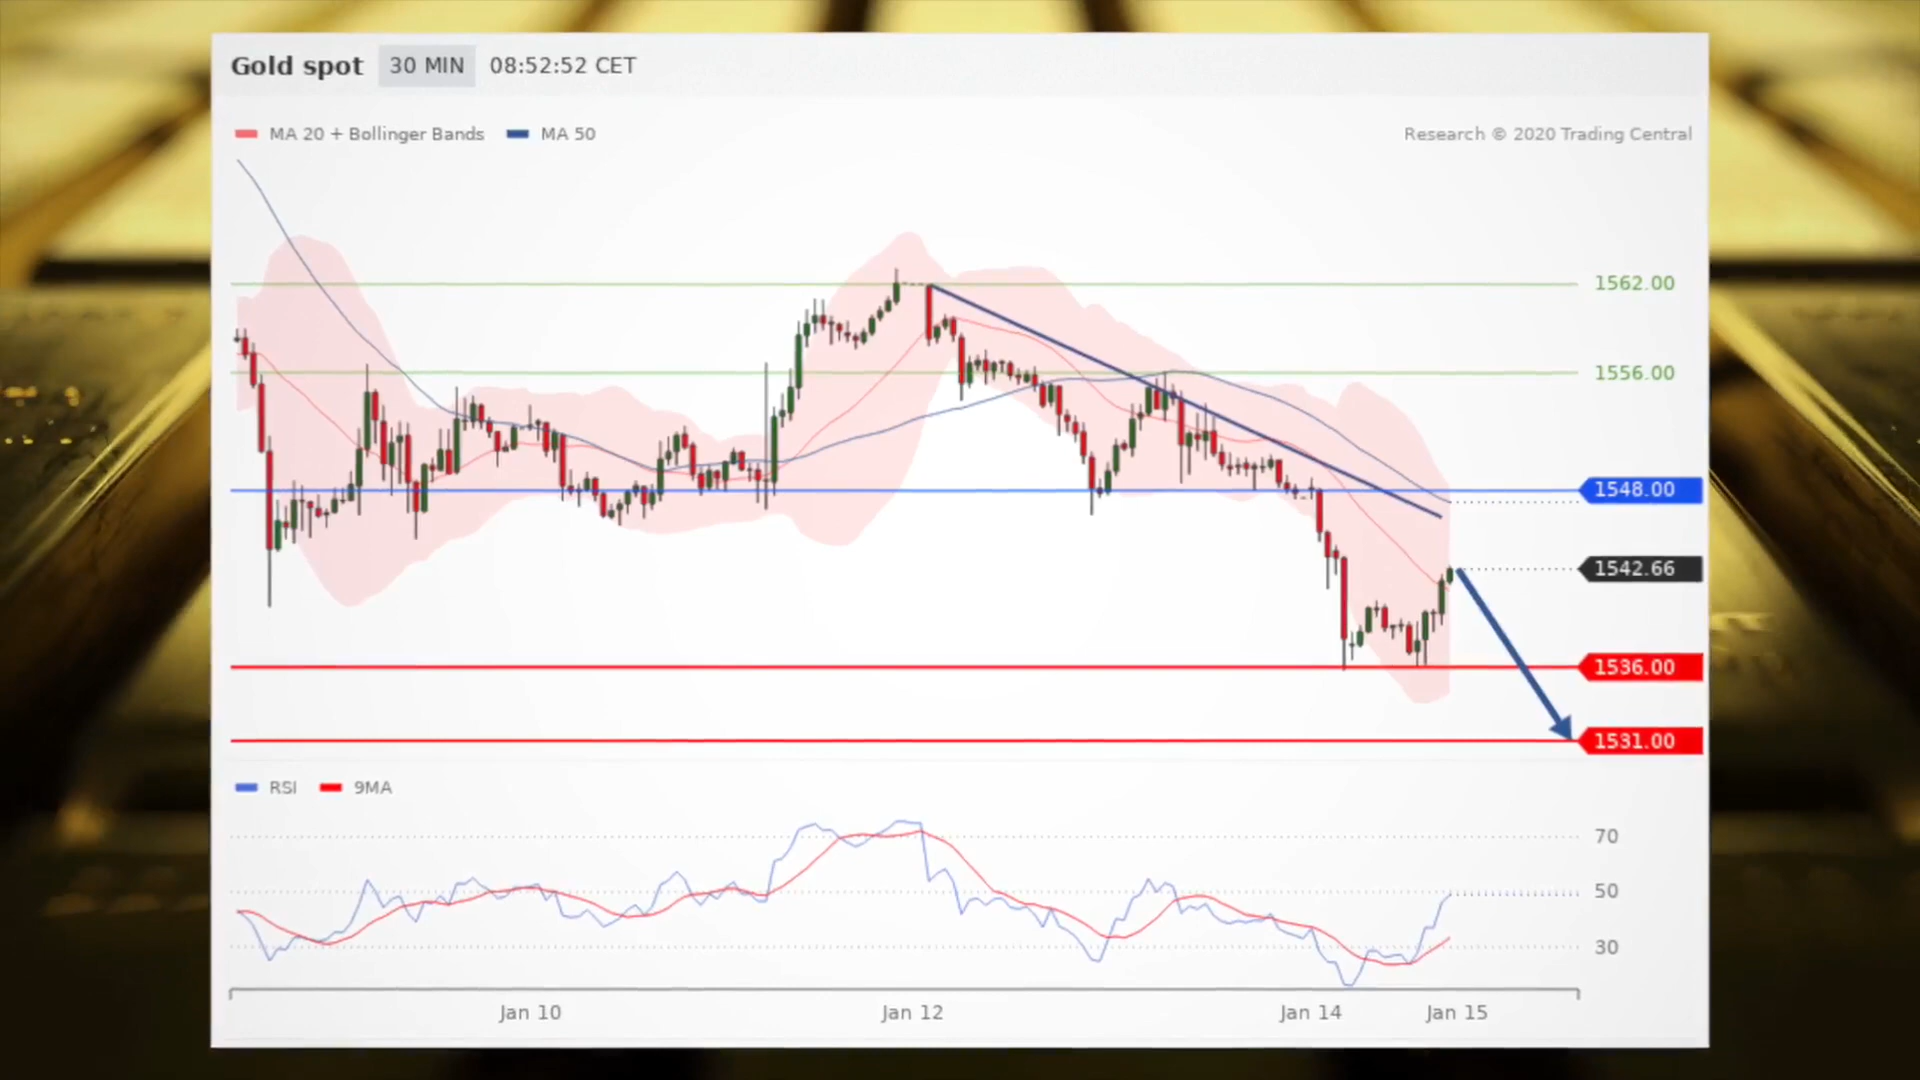 Gold spot 30 MIN 08:52:52 CET
MA 20 + Bollinger Bands MA 50 Research © 2020 Trading Central
1562.00
1556.00
1548.00
1542.66
1536.00
1531.00
RSI 9MA
70
50
30
Jan 10 Jan 12 Jan 14 Jan 15